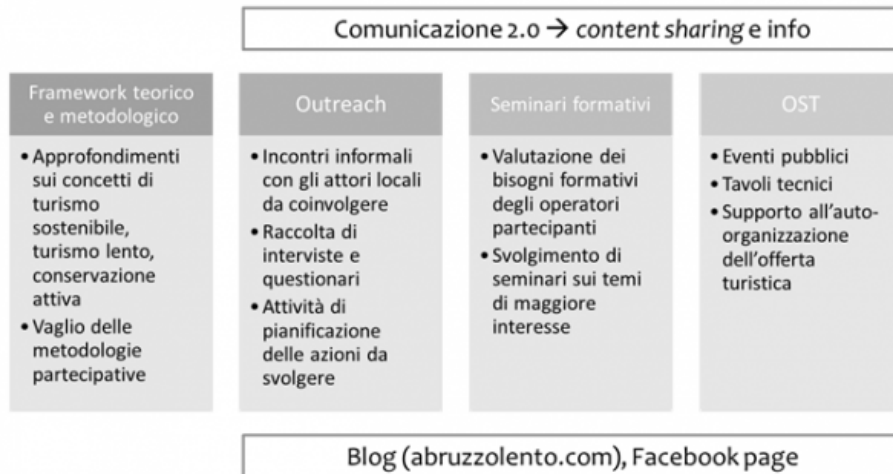 Comunicazione 2.0 → content sharing e info
Framework teorico
e metodologico
• Approfondimenti
sui concetti di
turismo
sostenibile,
turismo lento,
conservazione
attiva
• Vaglio delle
metodologie
partecipative
Outreach
• Incontri informali
con gli attori locali
da coinvolgere
• Raccolta di
interviste e
questionari
• Attività di
pianificazione
delle azioni da
svolgere
Seminari formativi
• Valutazione dei
bisogni formativi
degli operatori
partecipanti
• Svolgimento di
seminari sui temi
di maggiore
interesse
OST
• Eventi pubblici
• Tavoli tecnici
• Supporto all'auto-
organizzazione
dell'offerta
turistica
Blog (abruzzolento.com), Facebook page